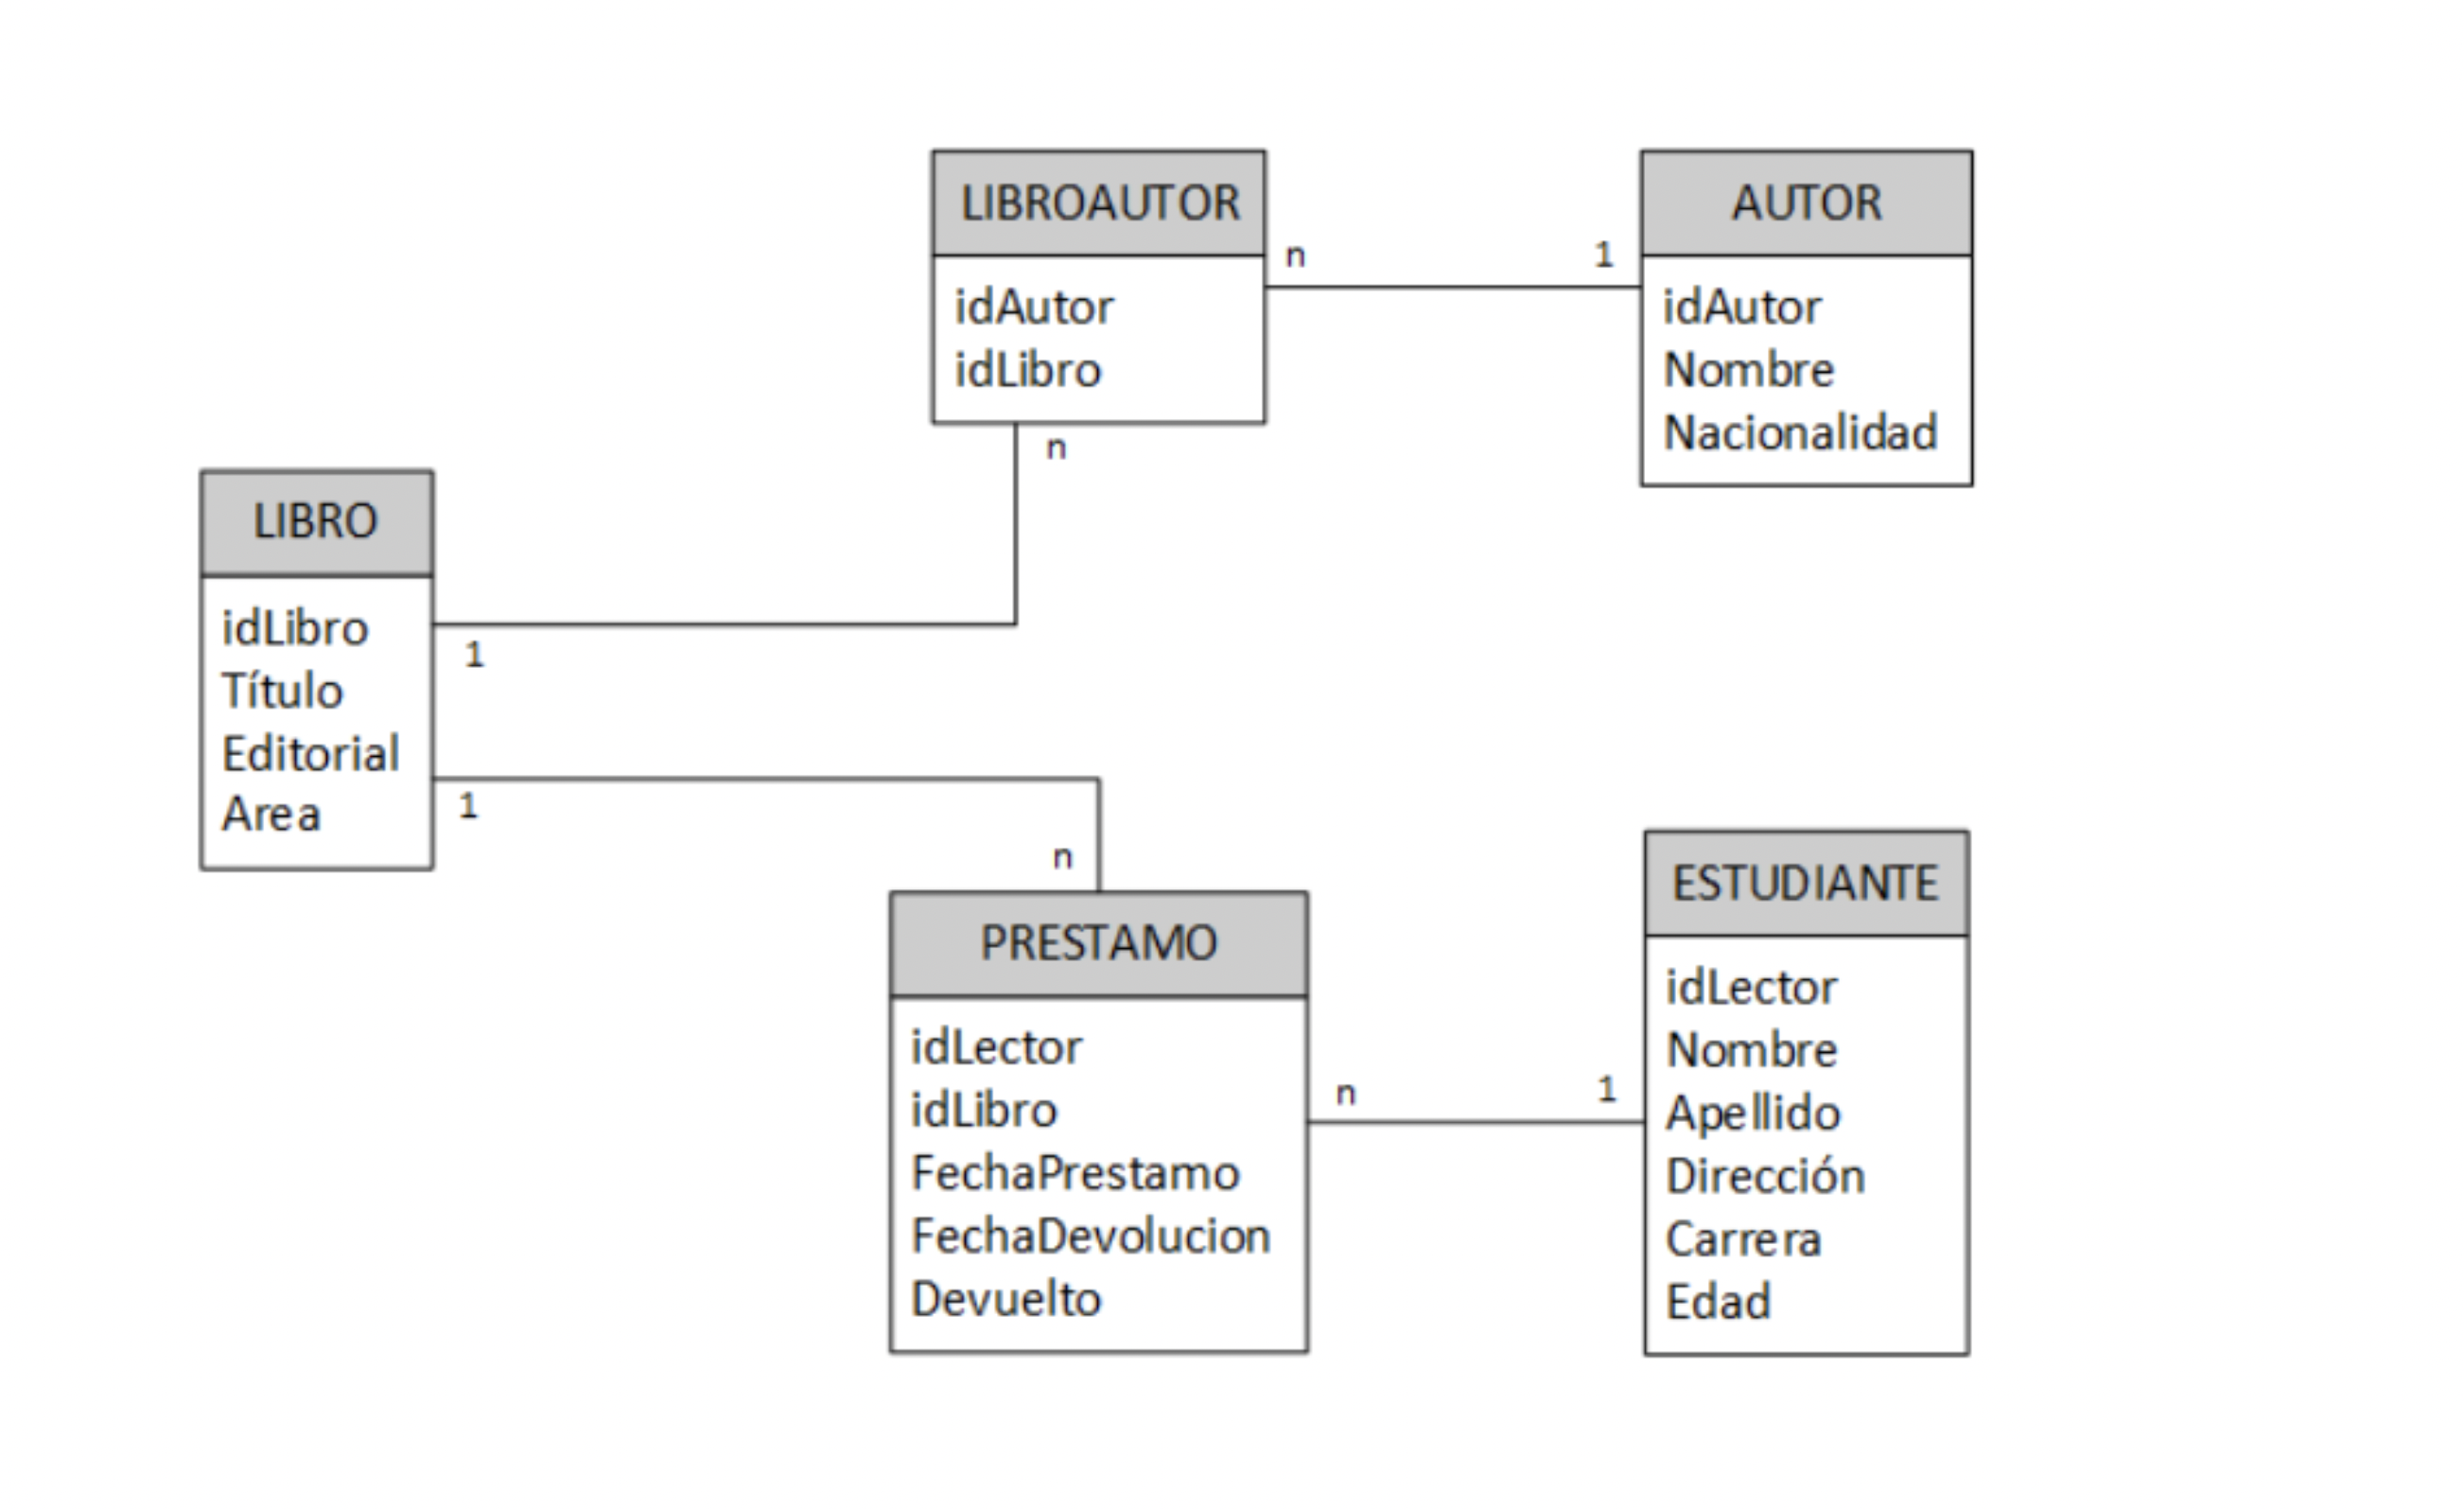 LIBROAUTOR
idAutor
idLibro
n
1
n
AUTOR
idAutor
Nombre
Nacionalidad
LIBRO
idLibro
Título
Editorial
Area
1
1
n
PRESTAMO
idLector
idLibro
FechaPrestamo
FechaDevolucion
Devuelto
n
1
ESTUDIANTE
idLector
Nombre
Apellido
Dirección
Carrera
Edad